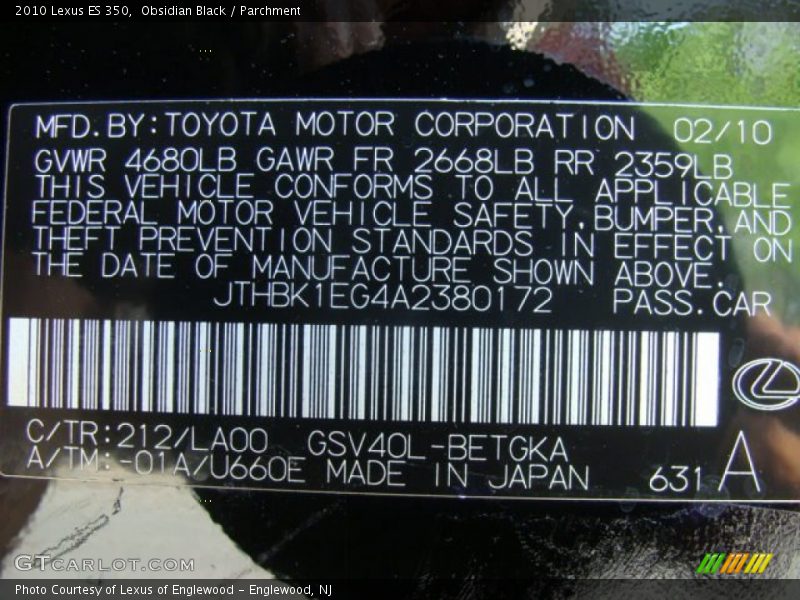 2010 Lexus ES 350,  Obsidian Black / Parchment
MFD.BY:TOYOTA MOTOR CORPORATION 02/10
GVWR 4680LB GAWR FR 2668LB RR 2359LB
THIS VEHICLE CONFORMS TO ALL APPLICABLE
FEDERAL MOTOR VEHICLE SAFETY,BUMPER,AND
THEFT PREVENTION STANDARDS IN EFFECT ON
THE DATE OF MANUFACTURE SHOWN ABOVE.
JTHBK1EG4A2380172 PASS.CAR
C/TR:212/LA00 GSV40L-BETGKA
A/TM:-01A/U660E MADE IN JAPAN 631 A
GTCARLOT.COM
Photo Courtesy of Lexus of Englewood - Englewood, NJ